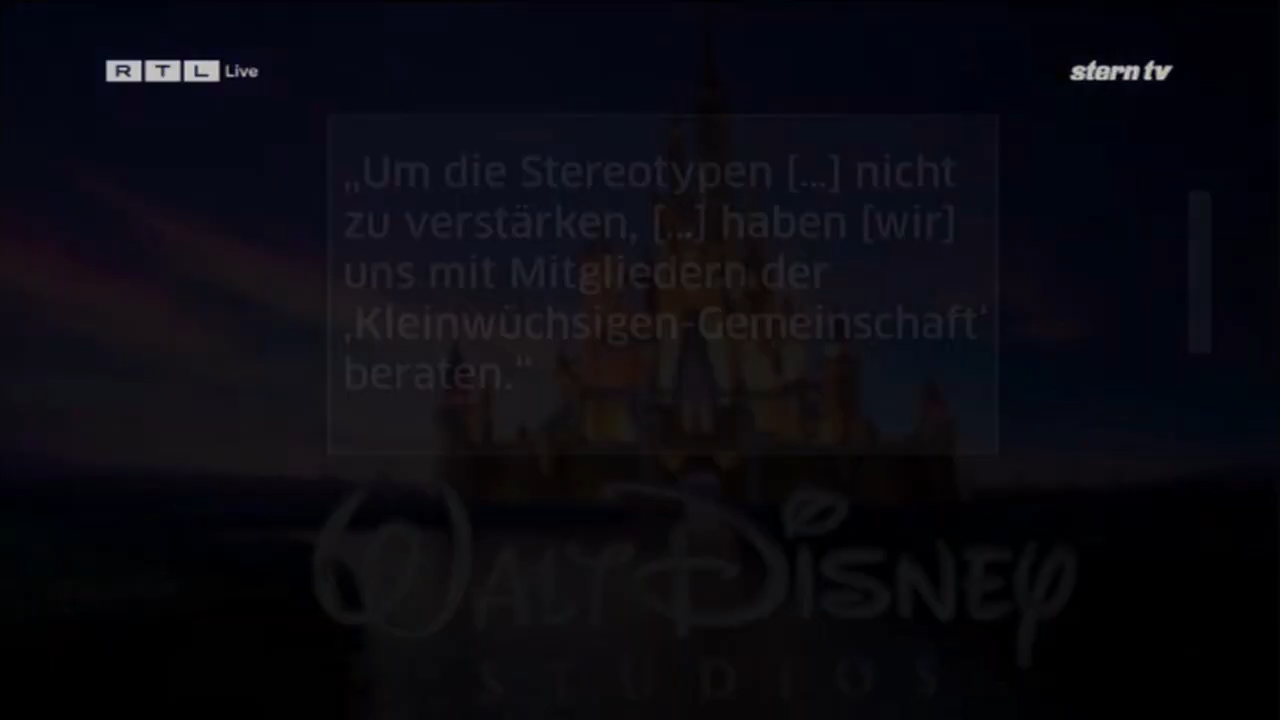 RTL Live
stern tv
„Um die Stereotypen [...] nicht
zu verstärken, [...] haben [wir]
uns mit Mitgliedern der
‚Kleinwüchsigen-Gemeinschaft‘
beraten.“
WALT DISNEY
STUDIOS